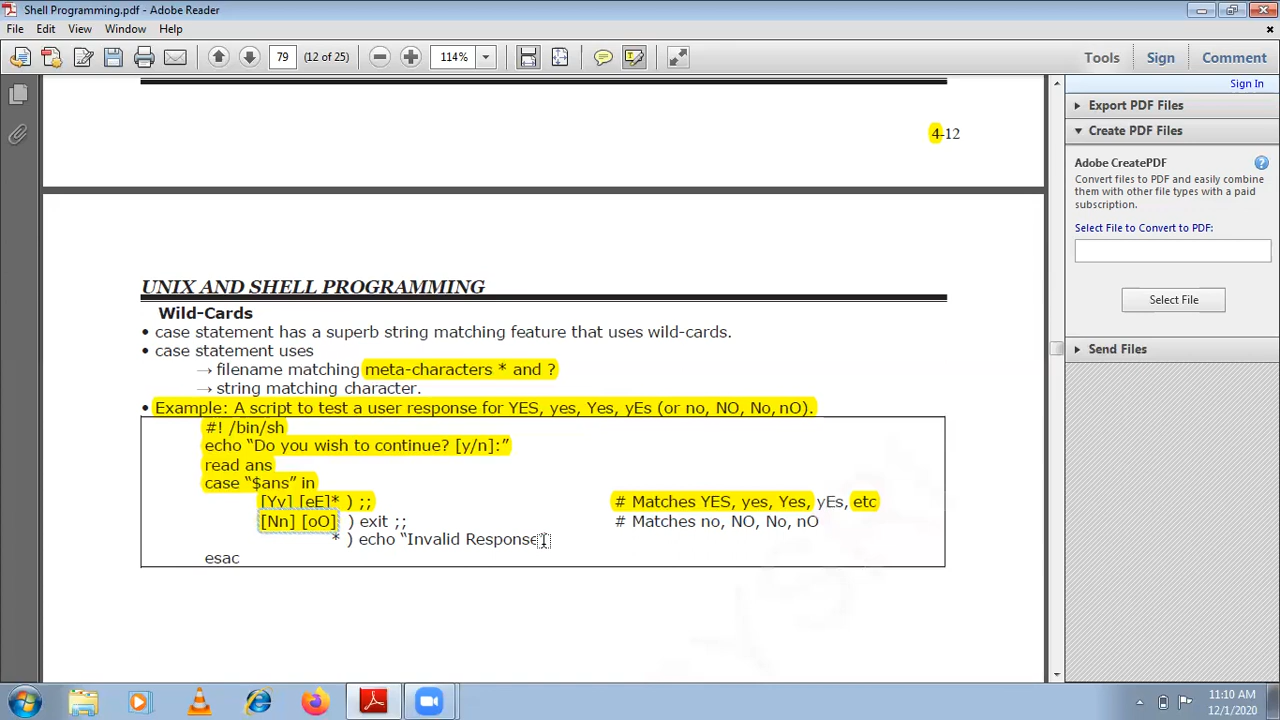 Shell Programming.pdf - Adobe Reader
File Edit View Window Help
79 (12 of 25) 114% Tools Sign Comment
Sign In
Export PDF Files
Create PDF Files
Adobe CreatePDF
Convert files to PDF and easily combine
them with other file types with a paid
subscription.
Select File to Convert to PDF:
Select File
Send Files
4-12
UNIX AND SHELL PROGRAMMING
Wild-Cards
• case statement has a superb string matching feature that uses wild-cards.
• case statement uses
→ filename matching meta-characters * and ?
→ string matching character.
• Example: A script to test a user response for YES, yes, Yes, yEs (or no, NO, No, nO).
#! /bin/sh
echo “Do you wish to continue? [y/n]:”
read ans
case “$ans” in
[Yy] [eE]* ) ;; # Matches YES, yes, Yes, yEs, etc
[Nn] [oO] ) exit ;; # Matches no, NO, No, nO
* ) echo “Invalid Response”
esac
11:10 AM
12/1/2020